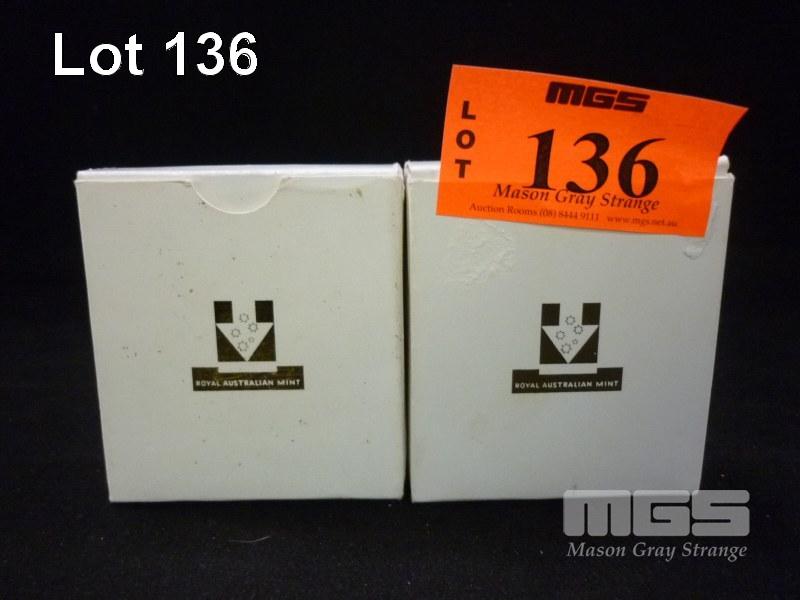 Lot 136
MGS
LOT
136
Mason Gray Strange
Auction Rooms (08) 8444 9111 www.mgs.net.au
ROYAL AUSTRALIAN MINT
ROYAL AUSTRALIAN MINT
MGS
Mason Gray Strange